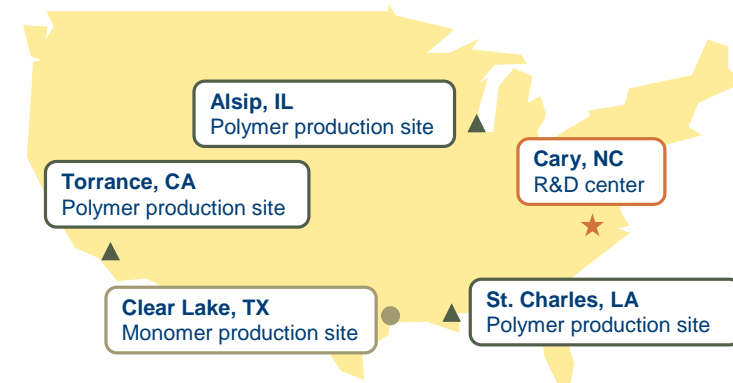 Alsip, IL
Polymer production site
Cary, NC
R&D center
Torrance, CA
Polymer production site
Clear Lake, TX
Monomer production site
St. Charles, LA
Polymer production site